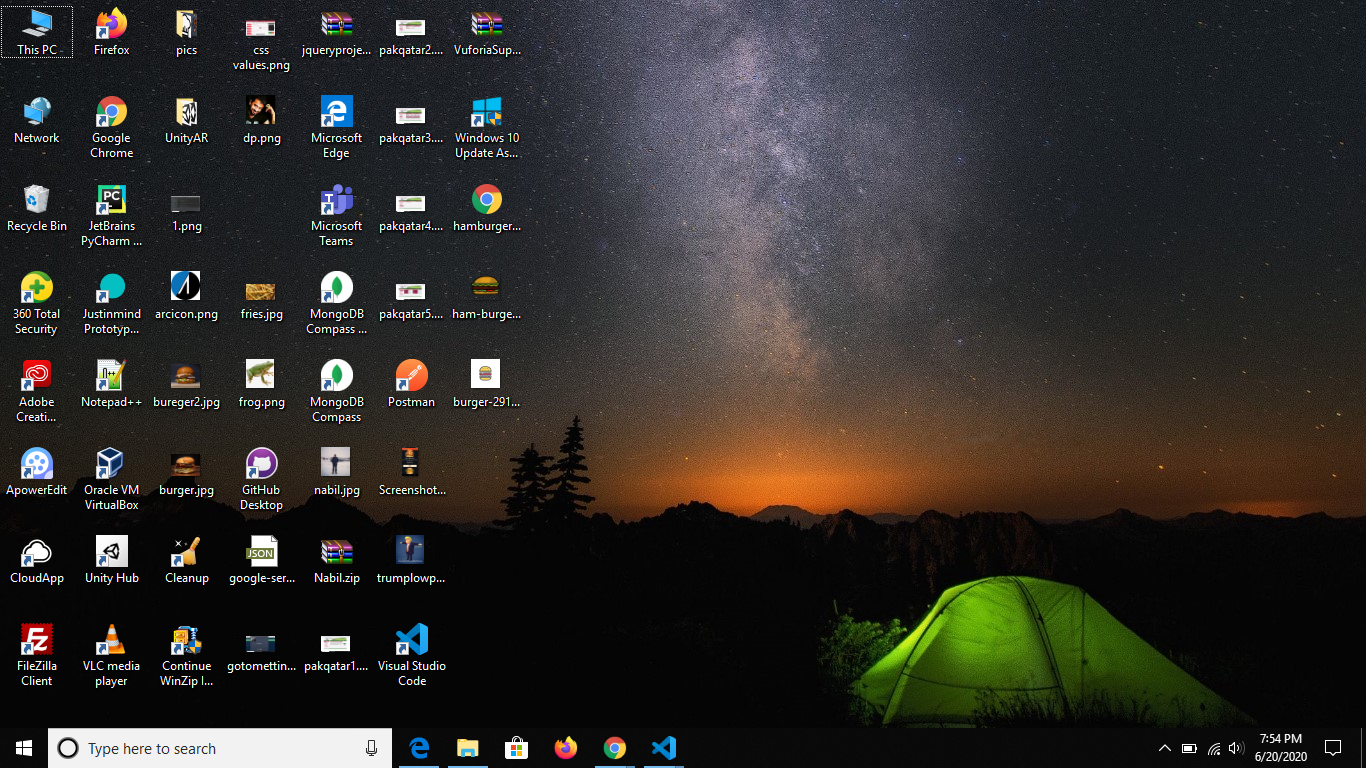 This PC
Firefox
pics
css
values.png
jqueryproje...
pakqatar2....
VuforiaSup...
Network
Google
Chrome
UnityAR
dp.png
Microsoft
Edge
pakqatar3....
Windows 10
Update As...
Recycle Bin
JetBrains
PyCharm ...
1.png
Microsoft
Teams
pakqatar4....
hamburger...
360 Total
Security
Justinmind
Prototyp...
arcicon.png
fries.jpg
MongoDB
Compass ...
pakqatar5....
ham-burge...
Adobe
Creati...
Notepad++
bureger2.jpg
frog.png
MongoDB
Compass
Postman
burger-291...
ApowerEdit
Oracle VM
VirtualBox
burger.jpg
GitHub
Desktop
nabil.jpg
Screenshot...
CloudApp
Unity Hub
Cleanup
JSON
google-ser...
Nabil.zip
trumplowp...
FileZilla
Client
VLC media
player
Continue
WinZip I...
gotomettin...
pakqatar1....
Visual Studio
Code
Type here to search
7:54 PM
6/20/2020